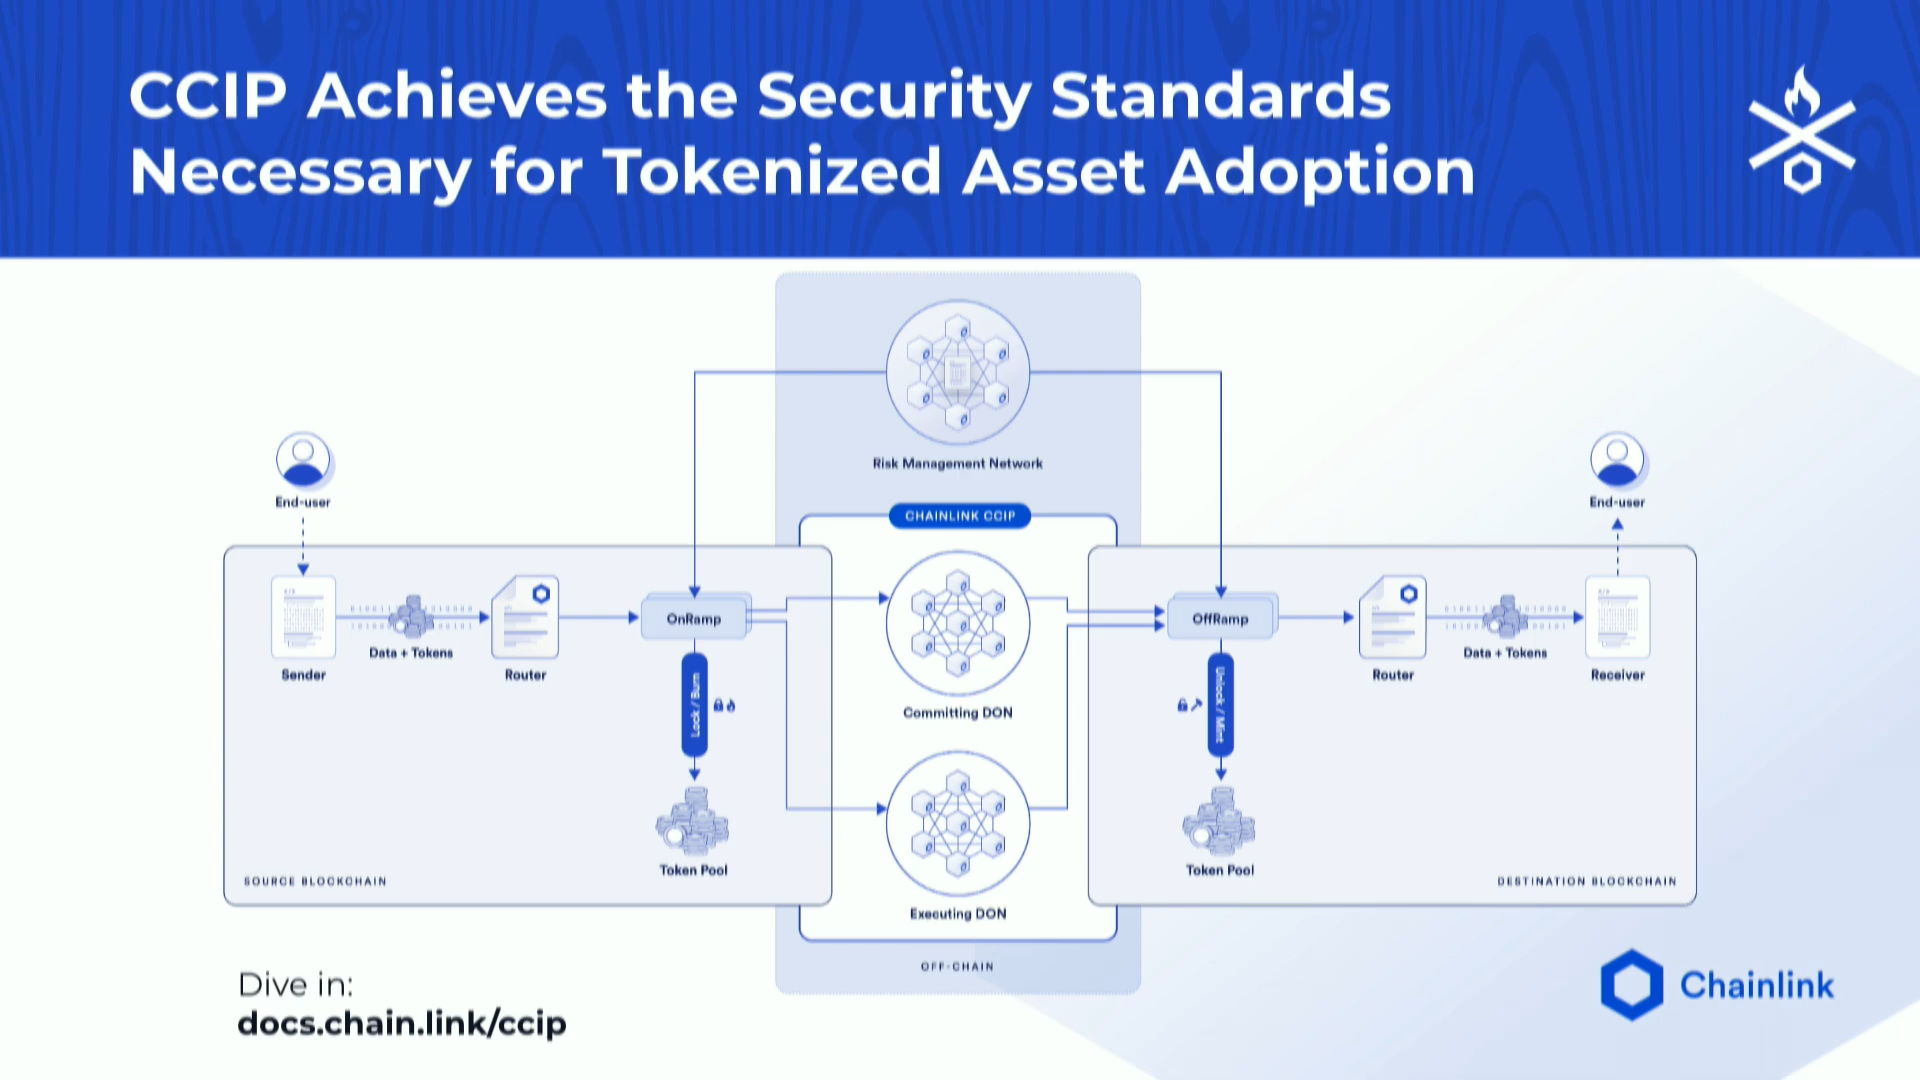 CCIP Achieves the Security Standards
Necessary for Tokenized Asset Adoption
Risk Management Network
End-user
End-user
CHAINLINK CCIP
Sender
Data + Tokens
Router
OnRamp
Lock / Burn
Token Pool
SOURCE BLOCKCHAIN
Committing DON
Executing DON
OFF-CHAIN
OffRamp
Unlock / Mint
Token Pool
Router
Data + Tokens
Receiver
DESTINATION BLOCKCHAIN
Dive in:
docs.chain.link/ccip
Chainlink